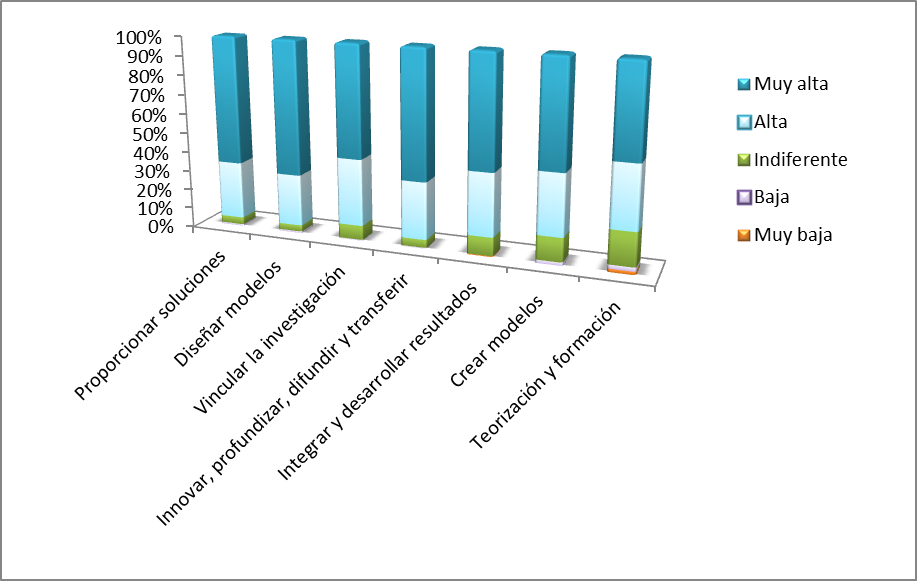 100%
90%
80%
70%
60%
50%
40%
30%
20%
10%
0%
Proporcionar soluciones
Diseñar modelos
Vincular la investigación
Innovar, profundizar, difundir y transferir
Integrar y desarrollar resultados
Crear modelos
Teorización y formación
Muy alta
Alta
Indiferente
Baja
Muy baja